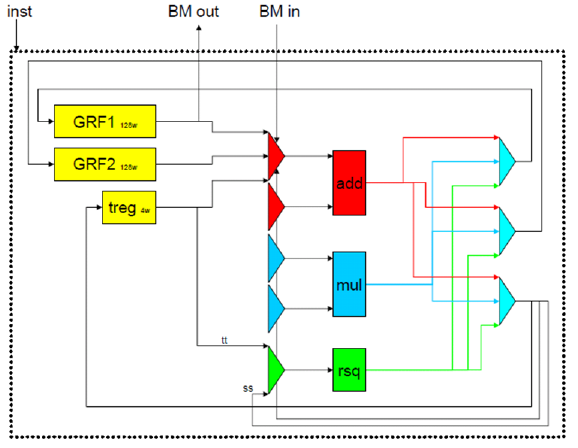 inst BM out BM in
GRF1 128w
GRF2 128w
treg 4w
add
mul
tt
rsq
ss